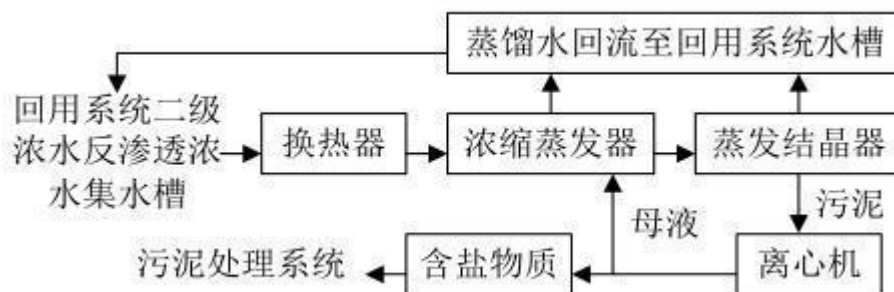 蒸馏水回流至回用系统水槽
回用系统二级
浓水反渗透浓
水集水槽
换热器
浓缩蒸发器
蒸发结晶器
污泥
母液
污泥处理系统
含盐物质
离心机